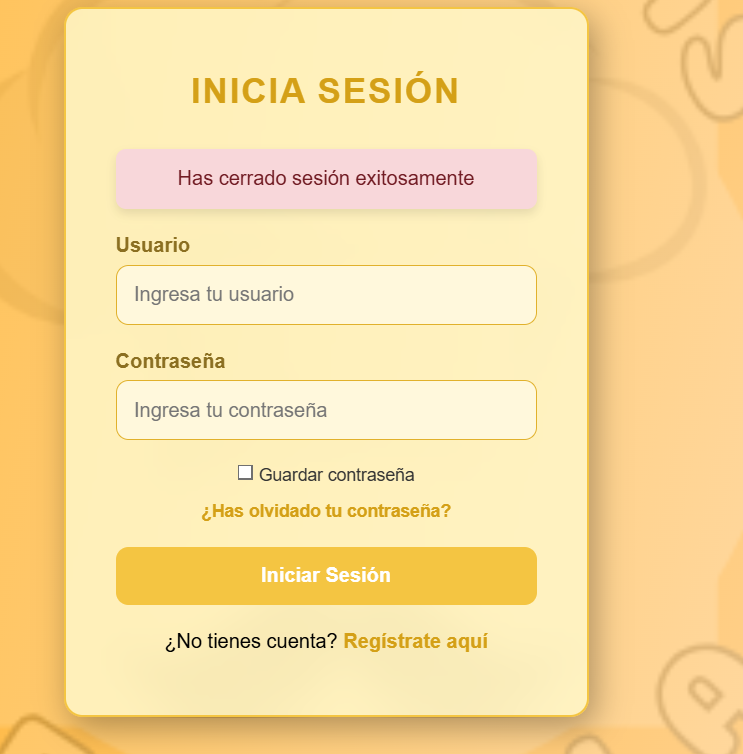 INICIA SESIÓN
Has cerrado sesión exitosamente
Usuario
Ingresa tu usuario
Contraseña
Ingresa tu contraseña
Guardar contraseña
¿Has olvidado tu contraseña?
Iniciar Sesión
¿No tienes cuenta? Regístrate aquí